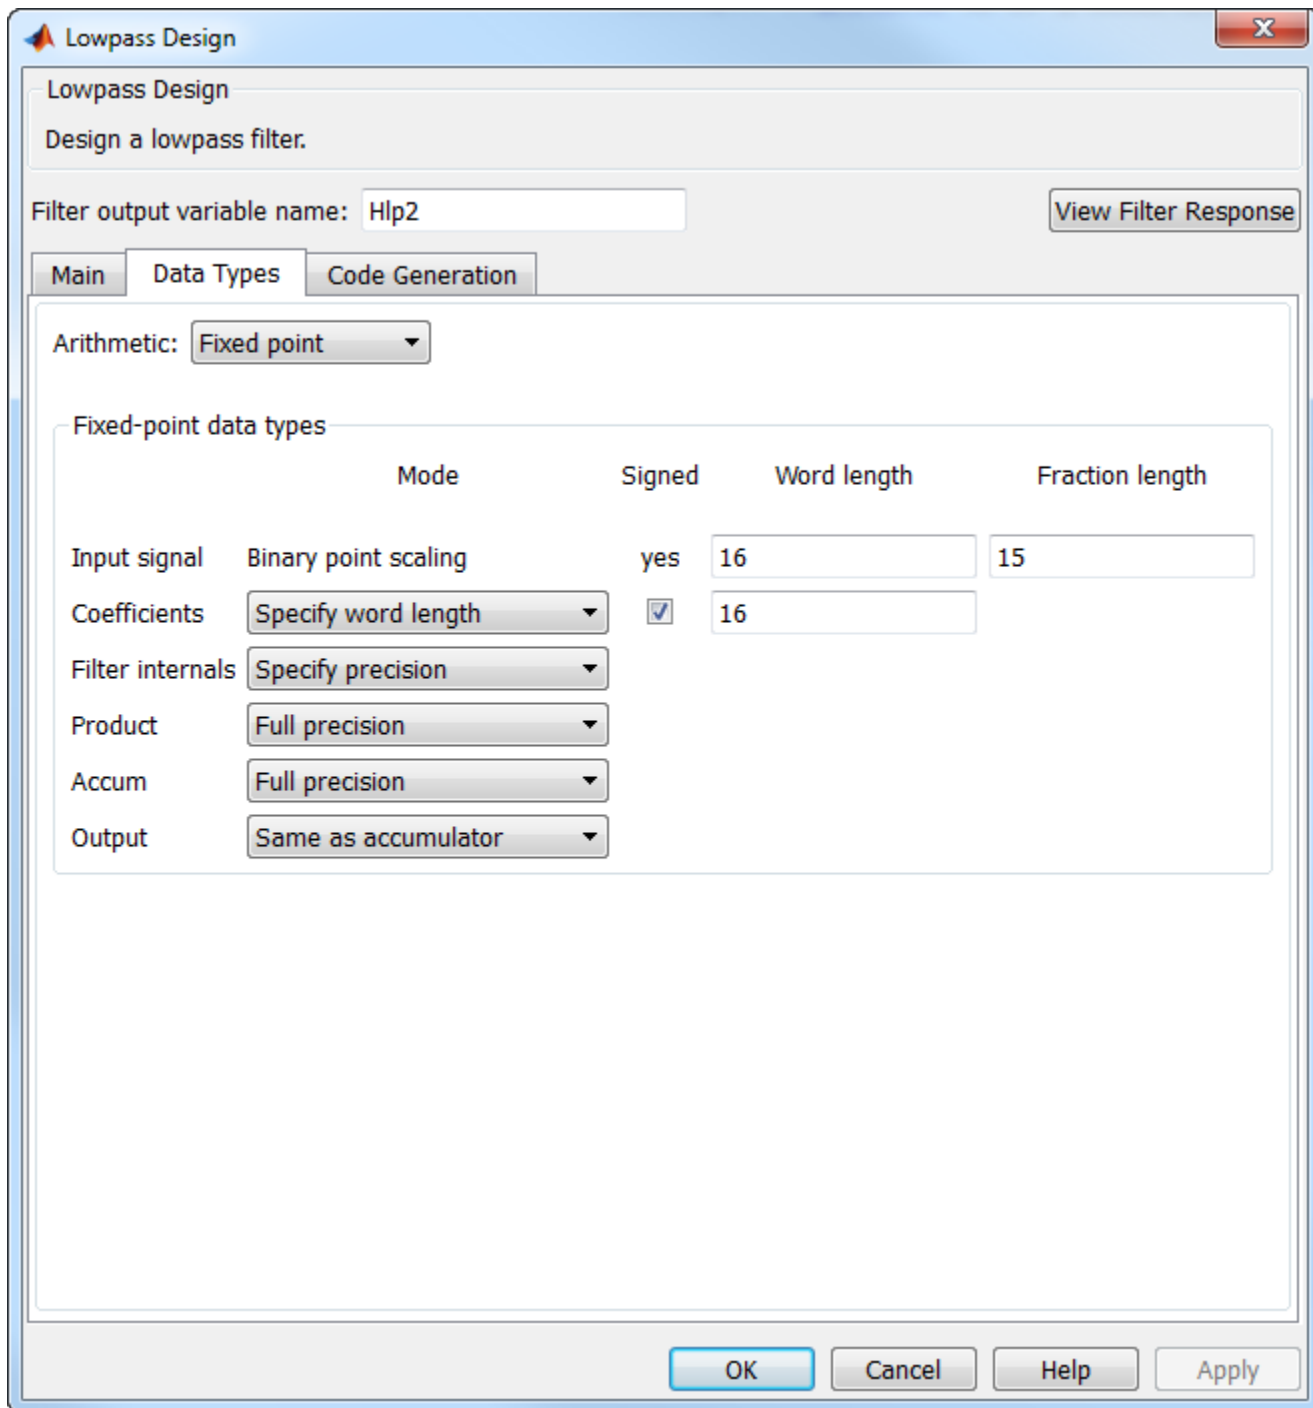 Lowpass Design
x
Lowpass Design
Design a lowpass filter.
Filter output variable name: Hlp2 View Filter Response
Main Data Types Code Generation
Arithmetic: Fixed point
Fixed-point data types
Mode Signed Word length Fraction length
Input signal Binary point scaling yes 16 15
Coefficients Specify word length 16
Filter internals Specify precision
Product Full precision
Accum Full precision
Output Same as accumulator
OK Cancel Help Apply